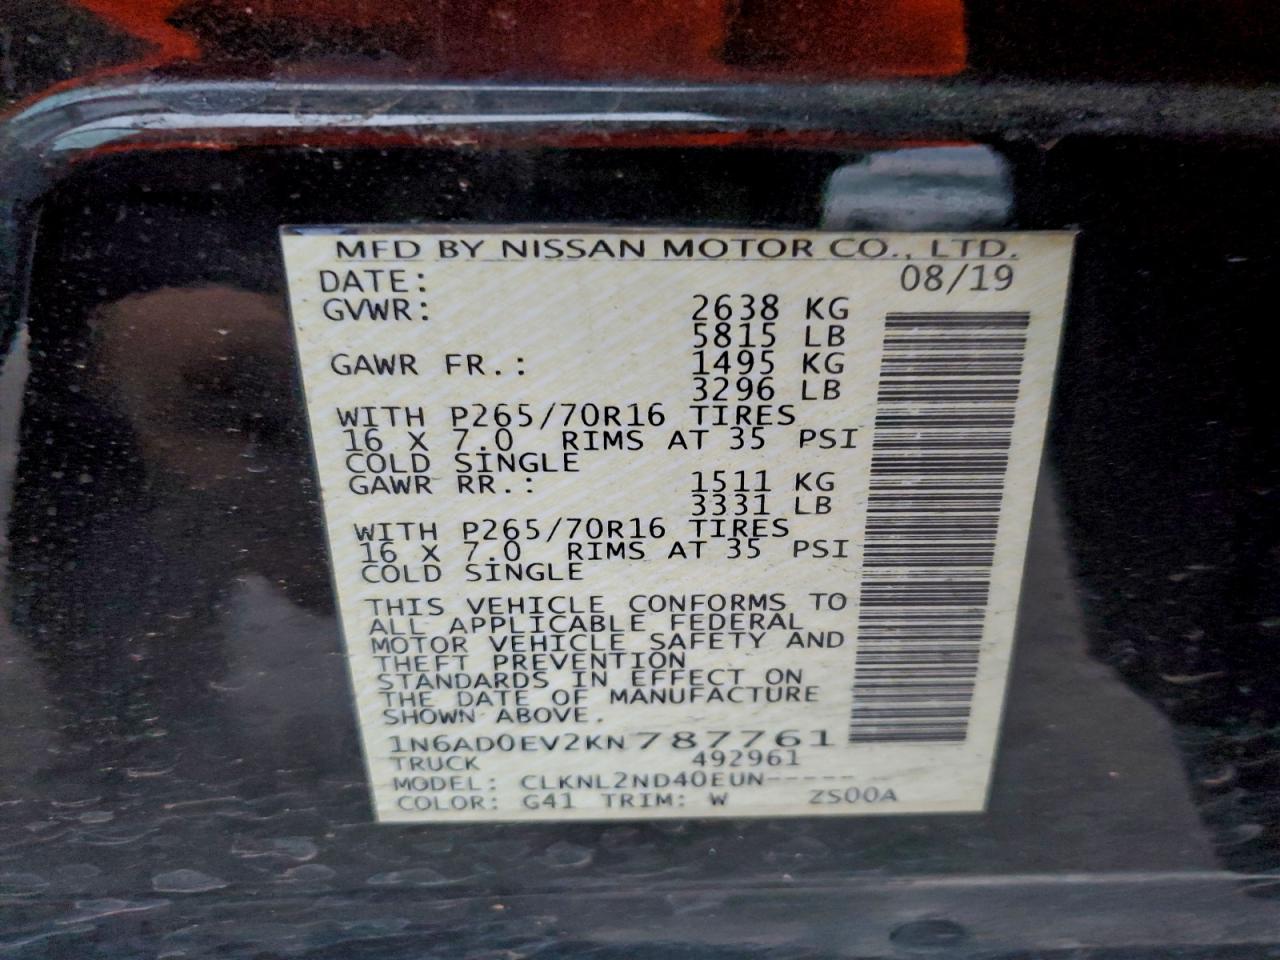 MFD BY NISSAN MOTOR CO., LTD.
DATE: 08/19
GVWR: 2638 KG
5815 LB
GAWR FR.: 1495 KG
3296 LB
WITH P265/70R16 TIRES
16 X 7.0 RIMS AT 35 PSI
COLD SINGLE
GAWR RR.: 1511 KG
3331 LB
WITH P265/70R16 TIRES
16 X 7.0 RIMS AT 35 PSI
COLD SINGLE
THIS VEHICLE CONFORMS TO
ALL APPLICABLE FEDERAL
MOTOR VEHICLE SAFETY AND
THEFT PREVENTION
STANDARDS IN EFFECT ON
THE DATE OF MANUFACTURE
SHOWN ABOVE.
1N6AD0EV2KN787761
TRUCK 492961
MODEL: CLKNL2ND40EUN-----
COLOR: G41 TRIM: W ZS00A